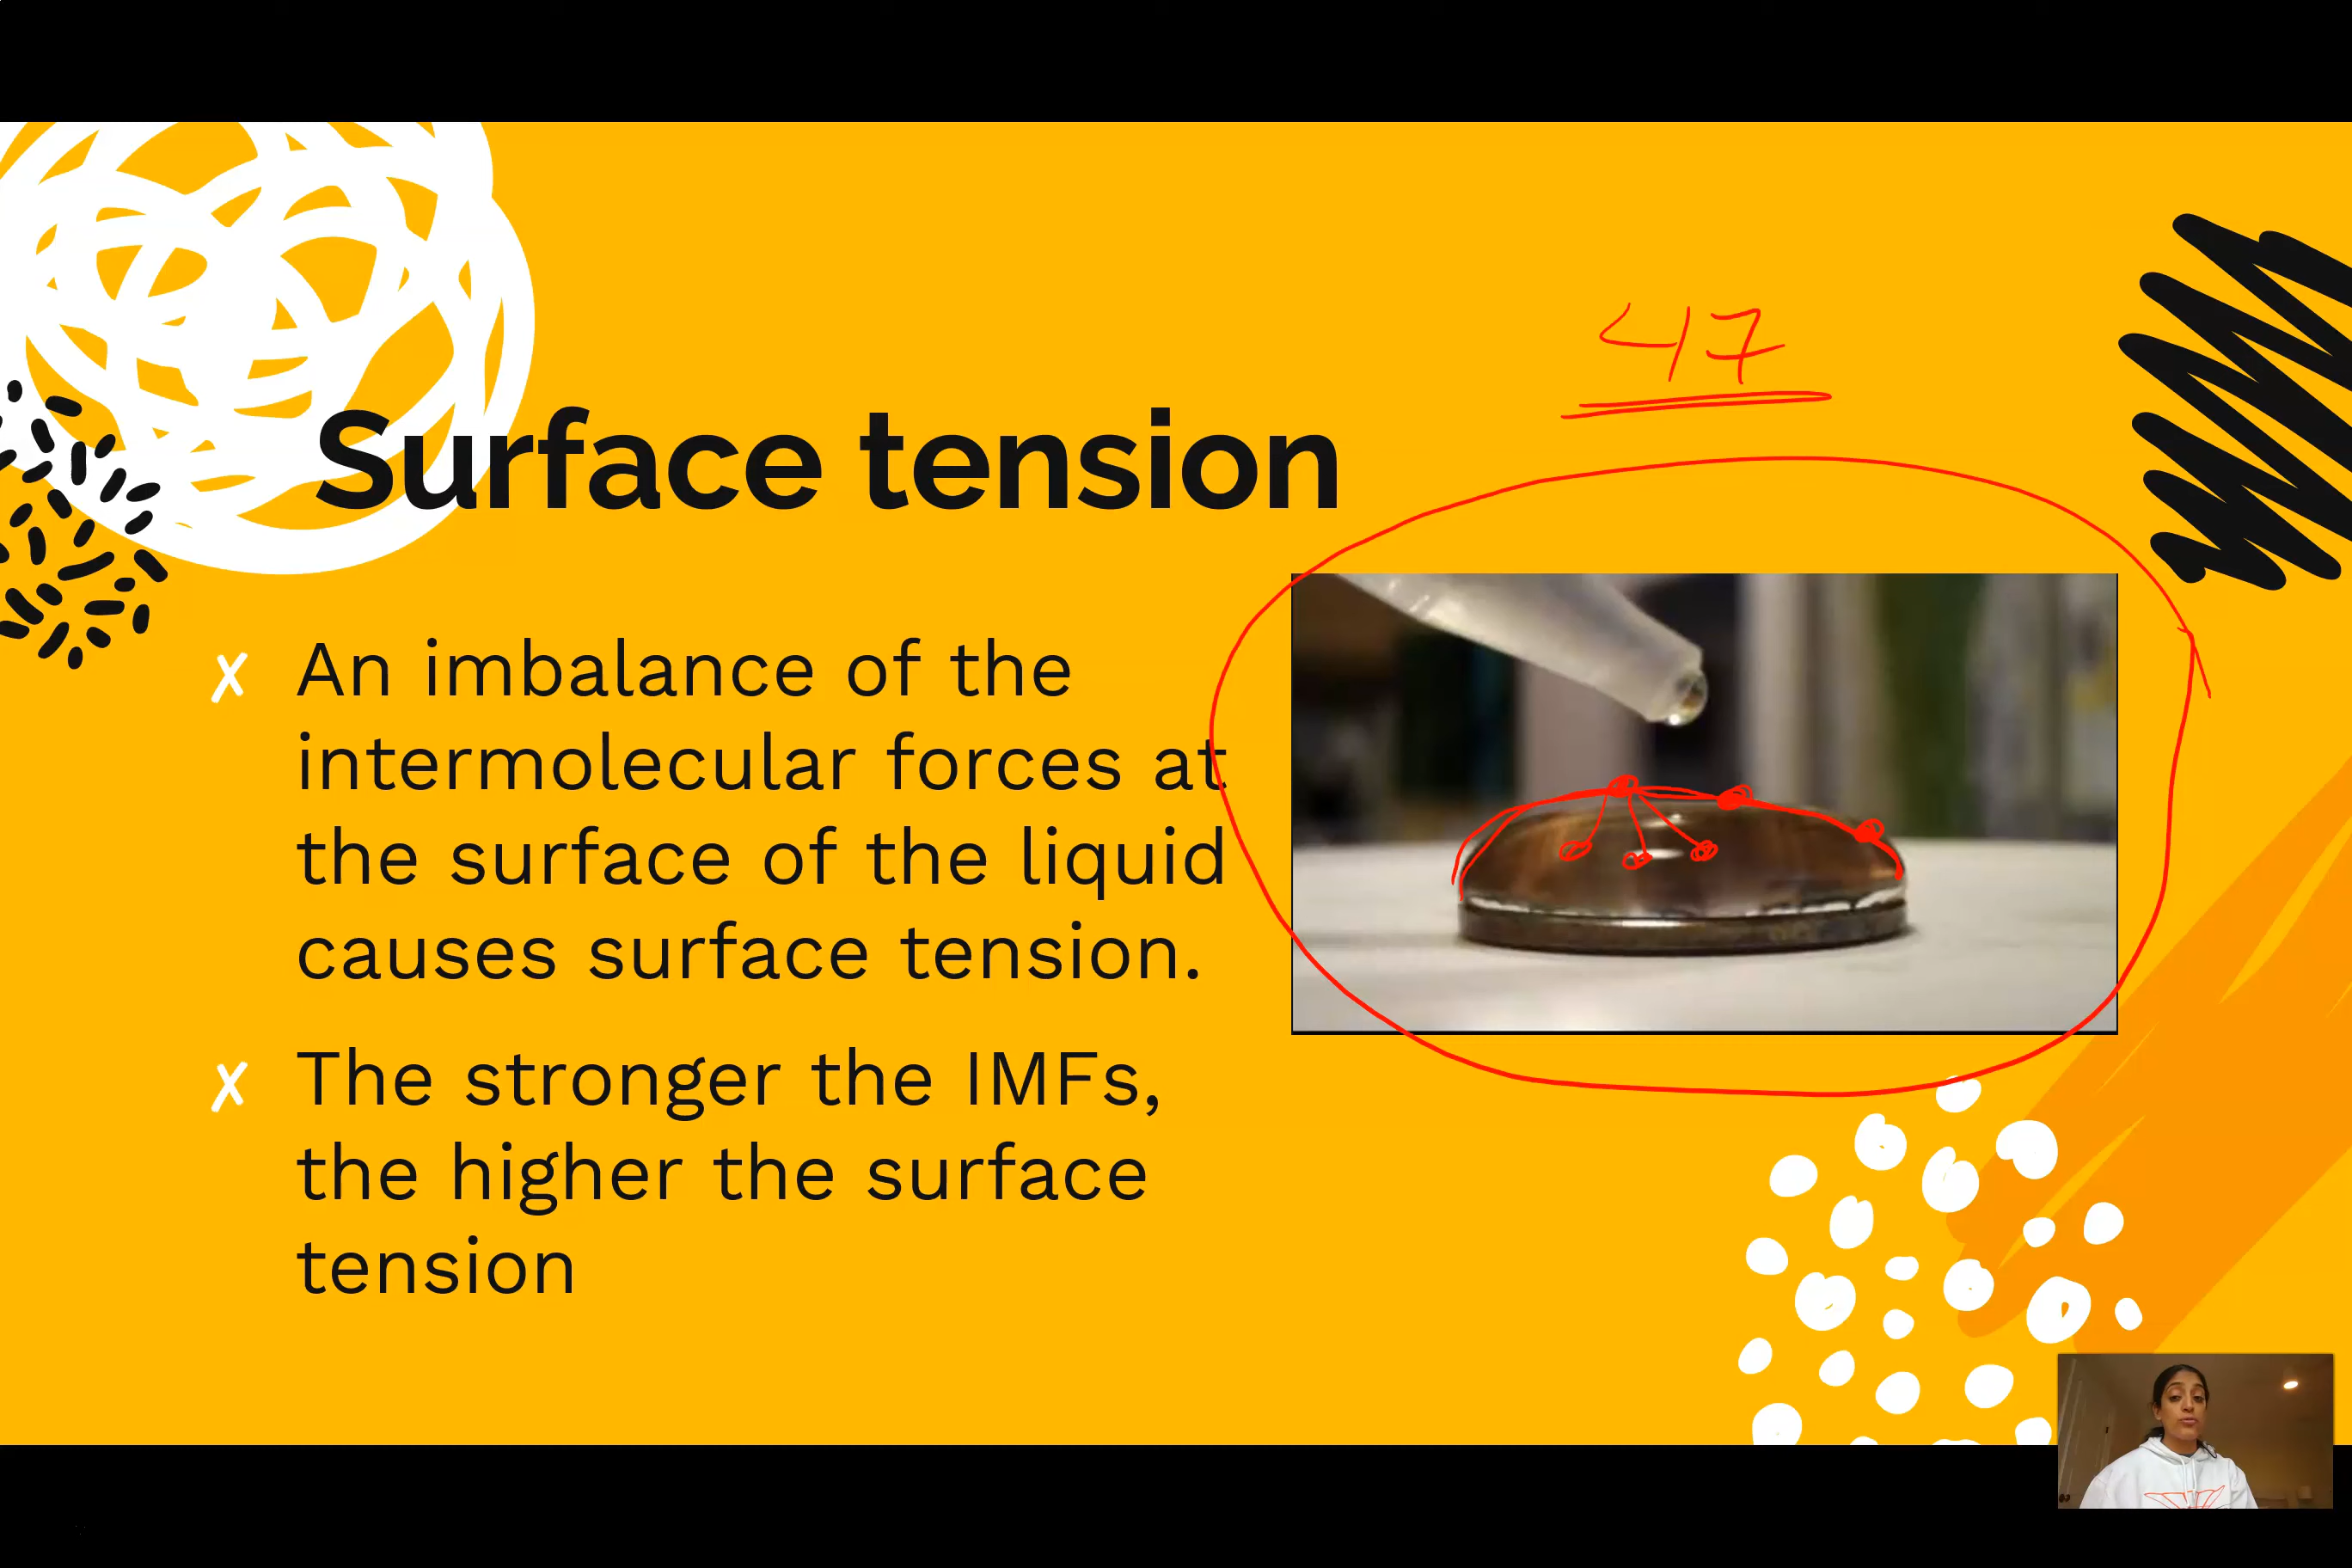 47
Surface tension
✗ An imbalance of the
intermolecular forces at
the surface of the liquid
causes surface tension.
✗ The stronger the IMFs,
the higher the surface
tension